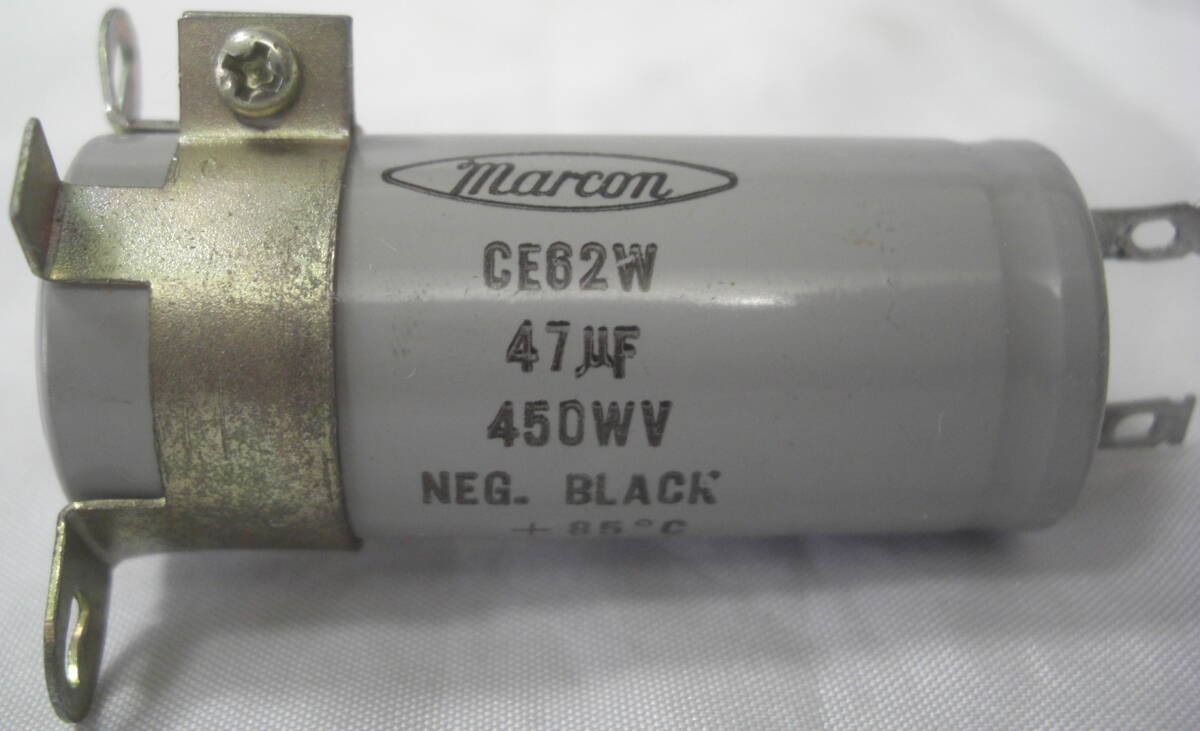 Marcon
CE62W
47µF
450WV
NEG. BLACK
+85°C